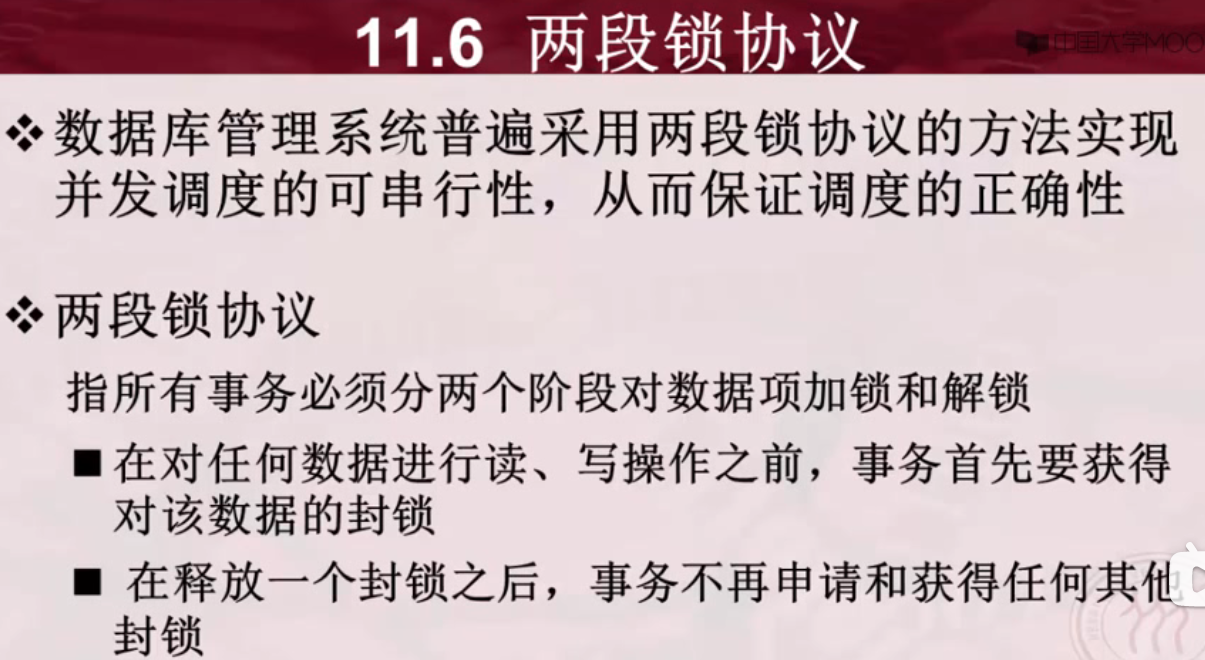 11.6 两段锁协议
中国大学MOO
❖数据库管理系统普遍采用两段锁协议的方法实现
并发调度的可串行性，从而保证调度的正确性
❖两段锁协议
指所有事务必须分两个阶段对数据项加锁和解锁
■ 在对任何数据进行读、写操作之前，事务首先要获得
对该数据的封锁
■ 在释放一个封锁之后，事务不再申请和获得任何其他
封锁